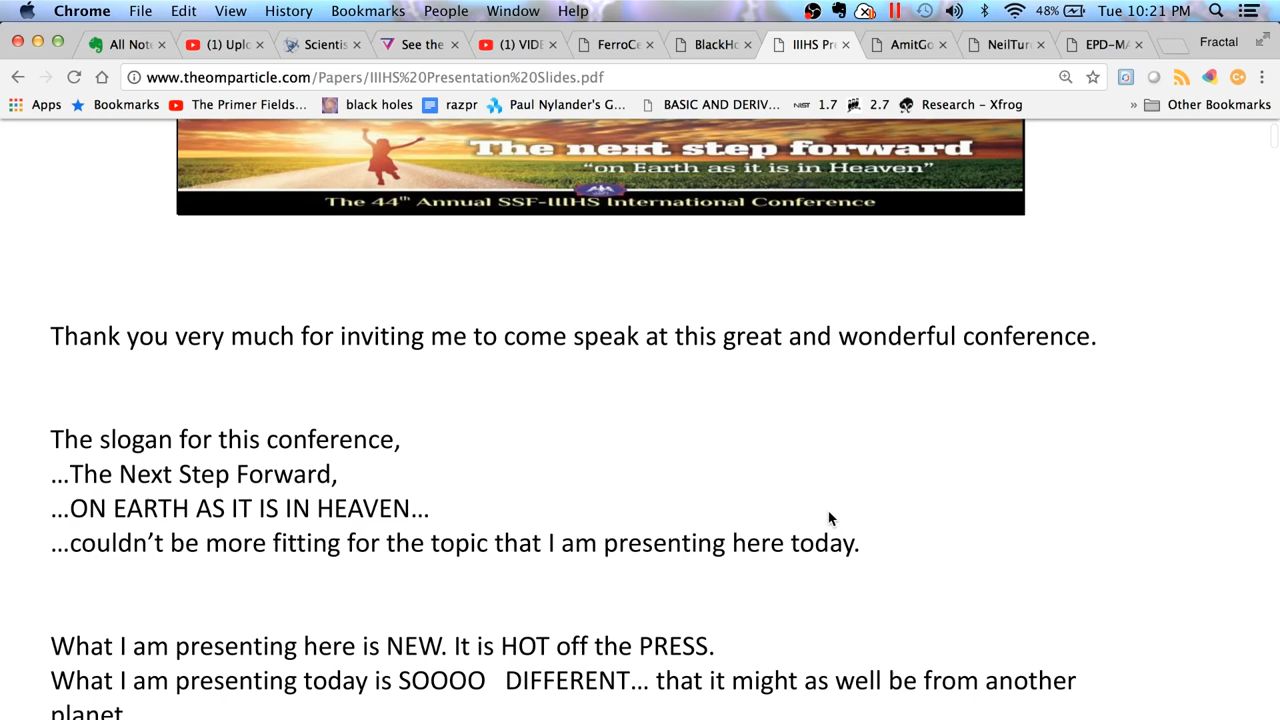 Chrome File Edit View History Bookmarks People Window Help 48% Tue 10:21 PM
All Not (1) Uplc Scientis See the (1) VIDE FerroCe BlackHo IIIHS Pr AmitGo NeilTur EPD-MA Fractal
www.theomparticle.com/Papers/IIIHS%20Presentation%20Slides.pdf
Apps Bookmarks The Primer Fields... black holes razpr Paul Nylander's G... BASIC AND DERIV... NIST 1.7 2.7 Research - Xfrog » Other Bookmarks
The next step forward
"on Earth as it is in Heaven"
The 44th Annual SSF-IIIHS International Conference
Thank you very much for inviting me to come speak at this great and wonderful conference.
The slogan for this conference,
…The Next Step Forward,
…ON EARTH AS IT IS IN HEAVEN…
…couldn't be more fitting for the topic that I am presenting here today.
What I am presenting here is NEW. It is HOT off the PRESS.
What I am presenting today is SOOOO DIFFERENT… that it might as well be from another
planet